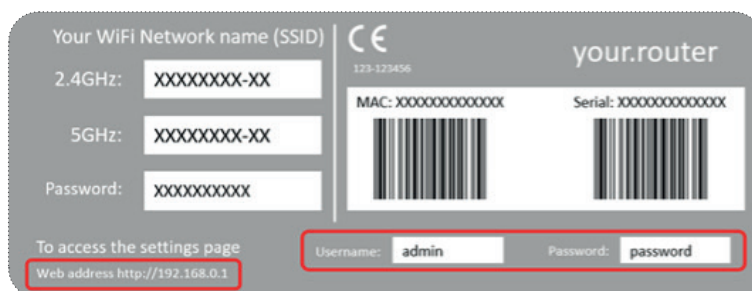 Your WiFi Network name (SSID)
2.4GHz: XXXXXXXX-XX
5GHz: XXXXXXXX-XX
Password: XXXXXXXXXX
To access the settings page
Web address http://192.168.0.1
CE
123-123456
your.router
MAC: XXXXXXXXXXXXX
Serial: XXXXXXXXXXXXX
Username: admin
Password: password